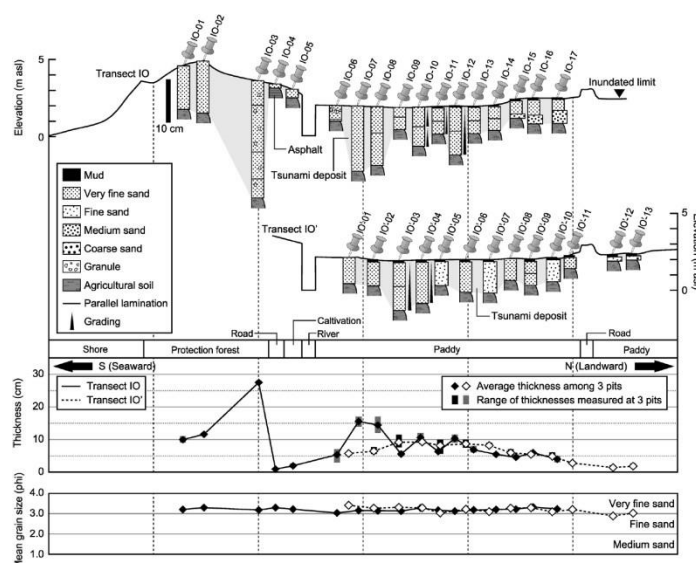 IO-01
IO-02
IO-03
IO-04
IO-05
IO-06
IO-07
IO-08
IO-09
IO-10
IO-11
IO-12
IO-13
IO-14
IO-15
IO-16
IO-17
Elevation (m asl)
5
0
Transect IO
10 cm
Asphalt
Tsunami deposit
Inundated limit
Mud
Very fine sand
Fine sand
Medium sand
Coarse sand
Granule
Agricultural soil
Parallel lamination
Grading
Transect IO'
IO'-01
IO'-02
IO'-03
IO'-04
IO'-05
IO'-06
IO'-07
IO'-08
IO'-09
IO'-10
IO'-11
IO'-12
IO'-13
5
0
Tsunami deposit
Road
Cultivation
River
Road
Shore
Protection forest
Paddy
Paddy
S (Seaward)
N (Landward)
Thickness (cm)
30
20
10
0
Transect IO
Transect IO'
Average thickness among 3 pits
Range of thicknesses measured at 3 pits
Mean grain size (phi)
4.0
3.0
2.0
1.0
Very fine sand
Fine sand
Medium sand